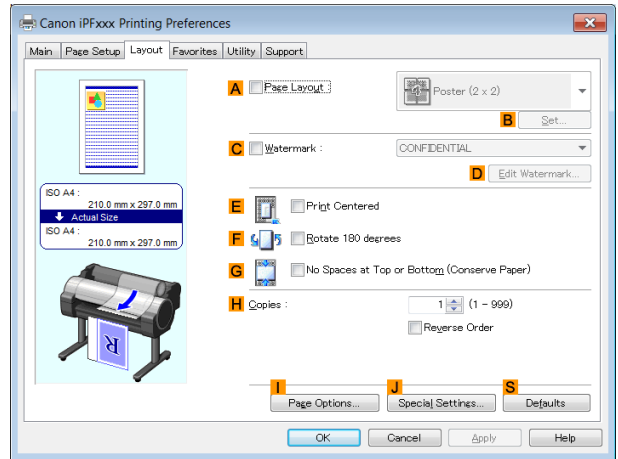 Canon iPFxxx Printing Preferences
Main Page Setup Layout Favorites Utility Support
A Page Layout : Poster (2 x 2)
B Set...
C Watermark : CONFIDENTIAL
D Edit Watermark...
ISO A4 :
210.0 mm x 297.0 mm
Actual Size
ISO A4 :
210.0 mm x 297.0 mm
E Print Centered
F Rotate 180 degrees
G No Spaces at Top or Bottom (Conserve Paper)
H Copies : 1 (1 - 999)
Reverse Order
R
I J S
Page Options... Special Settings... Defaults
OK Cancel Apply Help